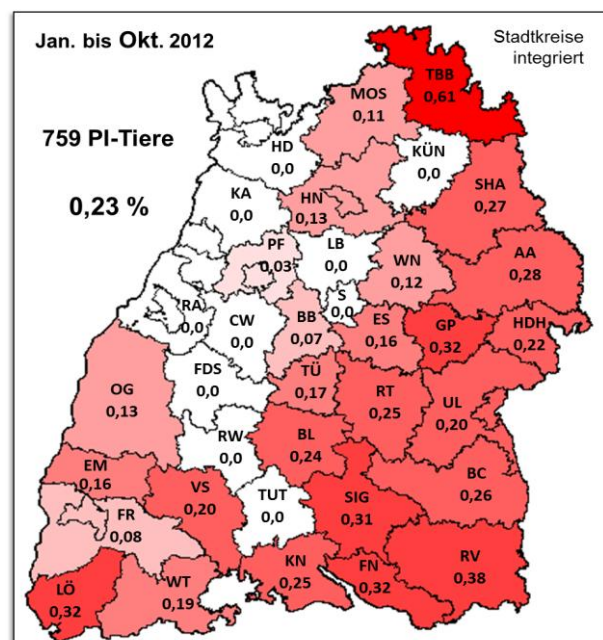 Jan. bis Okt. 2012
Stadtkreise
integriert
759 PI-Tiere
0,23 %
TBB
0,61
MOS
0,11
HD
0,0
KÜN
0,0
KA
0,0
HN
0,13
SHA
0,27
PF
0,03
LB
0,0
WN
0,12
AA
0,28
S
0,0
RA
0,0
CW
0,0
BB
0,07
ES
0,16
GP
0,32
HDH
0,22
FDS
0,0
TÜ
0,17
OG
0,13
RT
0,25
UL
0,20
RW
0,0
BL
0,24
EM
0,16
VS
0,20
TUT
0,0
SIG
0,31
BC
0,26
FR
0,08
KN
0,25
FN
0,32
RV
0,38
LÖ
0,32
WT
0,19